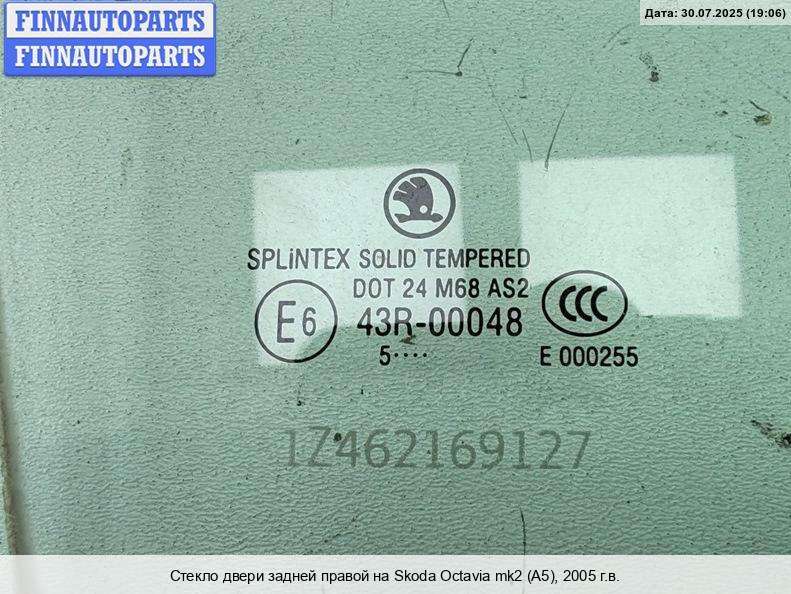 FINNAUTOPARTS
FINNAUTOPARTS
Дата: 30.07.2025 (19:06)
SPLiNTEX SOLID TEMPERED
DOT 24 M68 AS2
E6
43R-00048
CCC
5····
E 000255
1Z462169127
Стекло двери задней правой на Skoda Octavia mk2 (A5), 2005 г.в.